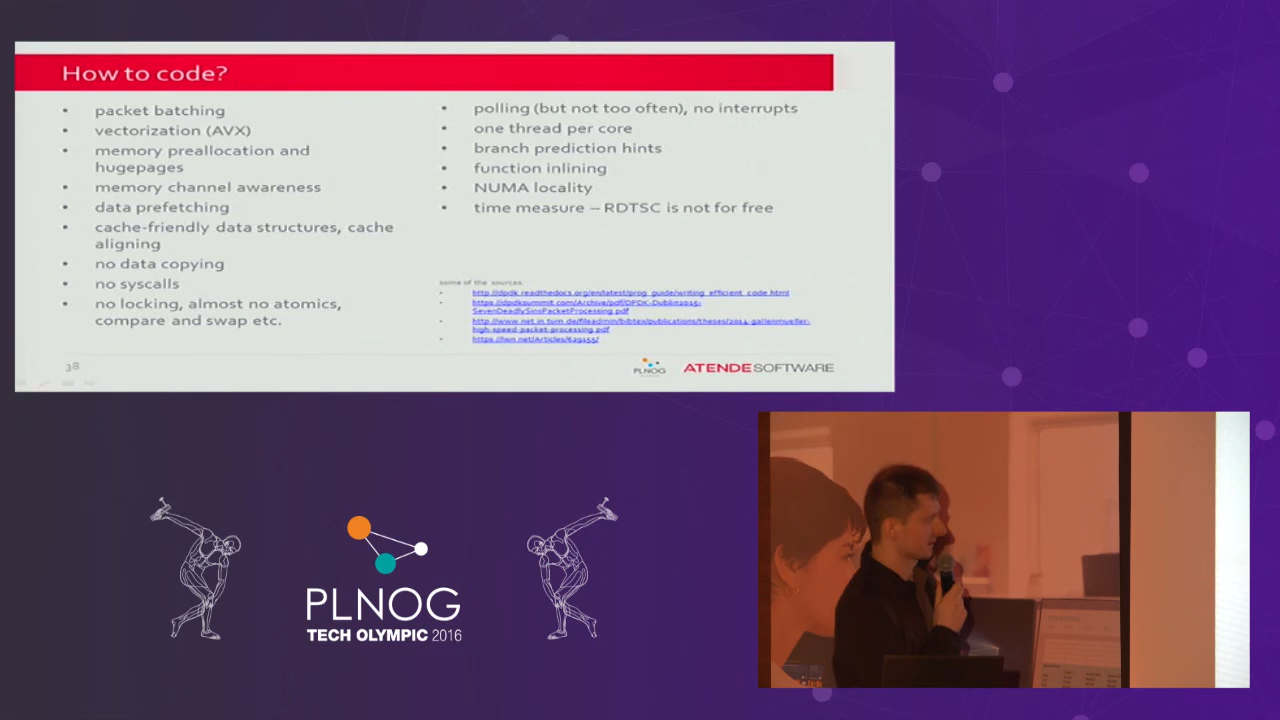 How to code?
• packet batching
• vectorization (AVX)
• memory preallocation and
hugepages
• memory channel awareness
• data prefetching
• cache-friendly data structures, cache
aligning
• no data copying
• no syscalls
• no locking, almost no atomics,
compare and swap etc.
• polling (but not too often), no interrupts
• one thread per core
• branch prediction hints
• function inlining
• NUMA locality
• time measure – RDTSC is not for free
some of the sources
• http://dpdk.readthedocs.org/en/latest/prog_guide/writing_efficient_code.html
• https://dpdksummit.com/Archive/pdf/DPDK-Dublin2015-
SevenDeadlySinsPacketProcessing.pdf
• http://www.net.in.tum.de/fileadmin/bibtex/publications/theses/2014-gallenmueller-
high-speed-packet-processing.pdf
• https://lwn.net/Articles/629155/
38
PLNOG
ATENDE SOFTWARE
PLNOG
TECH OLYMPIC 2016